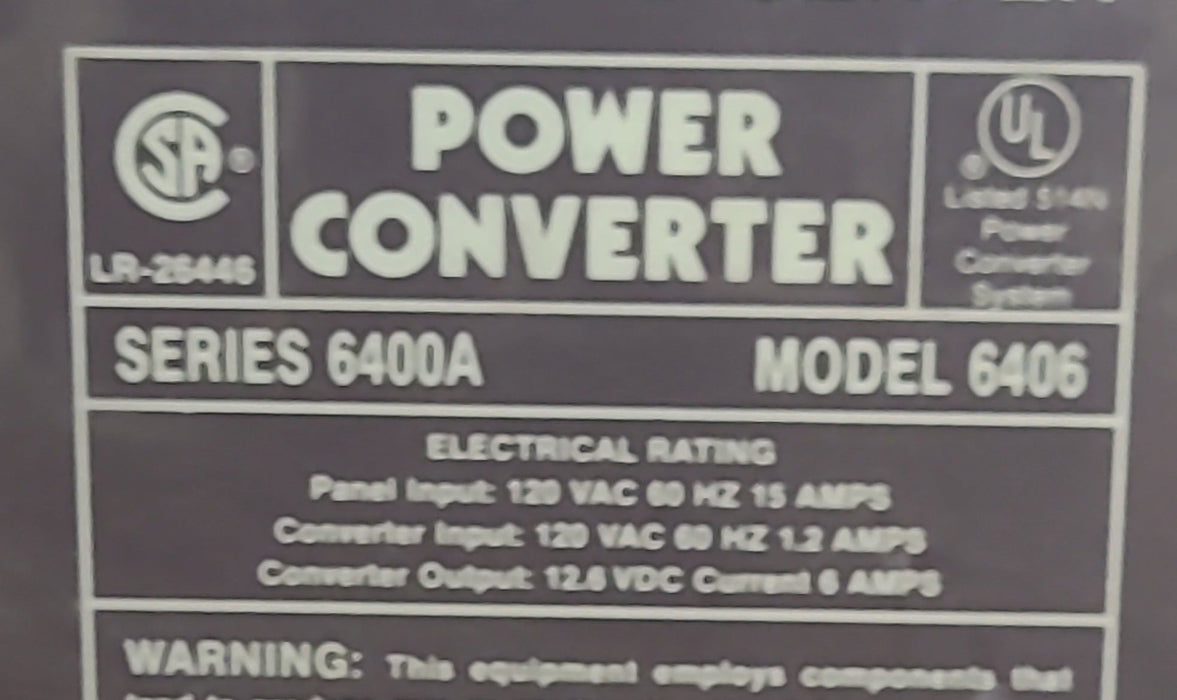 CSA ®
LR-26446
POWER
CONVERTER
UL ®
Listed 514N
Power
Converter
System
SERIES 6400A
MODEL 6406
ELECTRICAL RATING
Panel Input: 120 VAC 60 HZ 15 AMPS
Converter Input: 120 VAC 60 HZ 1.2 AMPS
Converter Output: 12.6 VDC Current 6 AMPS
WARNING: This equipment employs components that